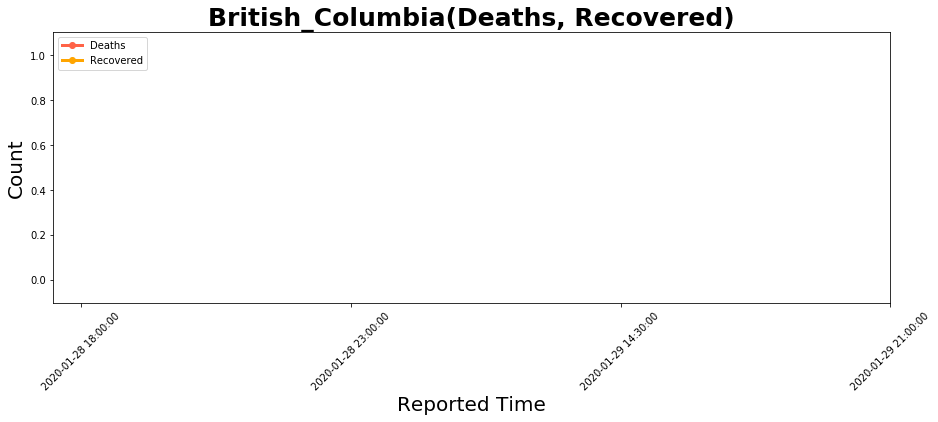 British_Columbia(Deaths, Recovered)
Deaths
Recovered
1.0
0.8
0.6
0.4
0.2
0.0
Count
2020-01-28 18:00:00
2020-01-28 23:00:00
2020-01-29 14:30:00
2020-01-29 21:00:00
Reported Time